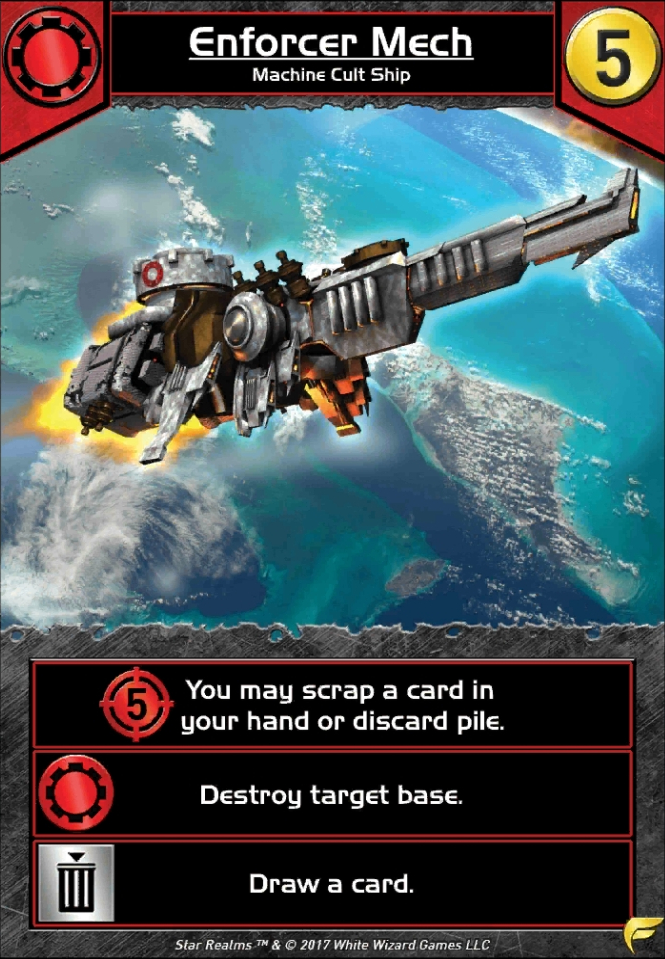 Enforcer Mech
5
Machine Cult Ship
5
You may scrap a card in
your hand or discard pile.
Destroy target base.
Draw a card.
Star Realms ™ & © 2017 White Wizard Games LLC